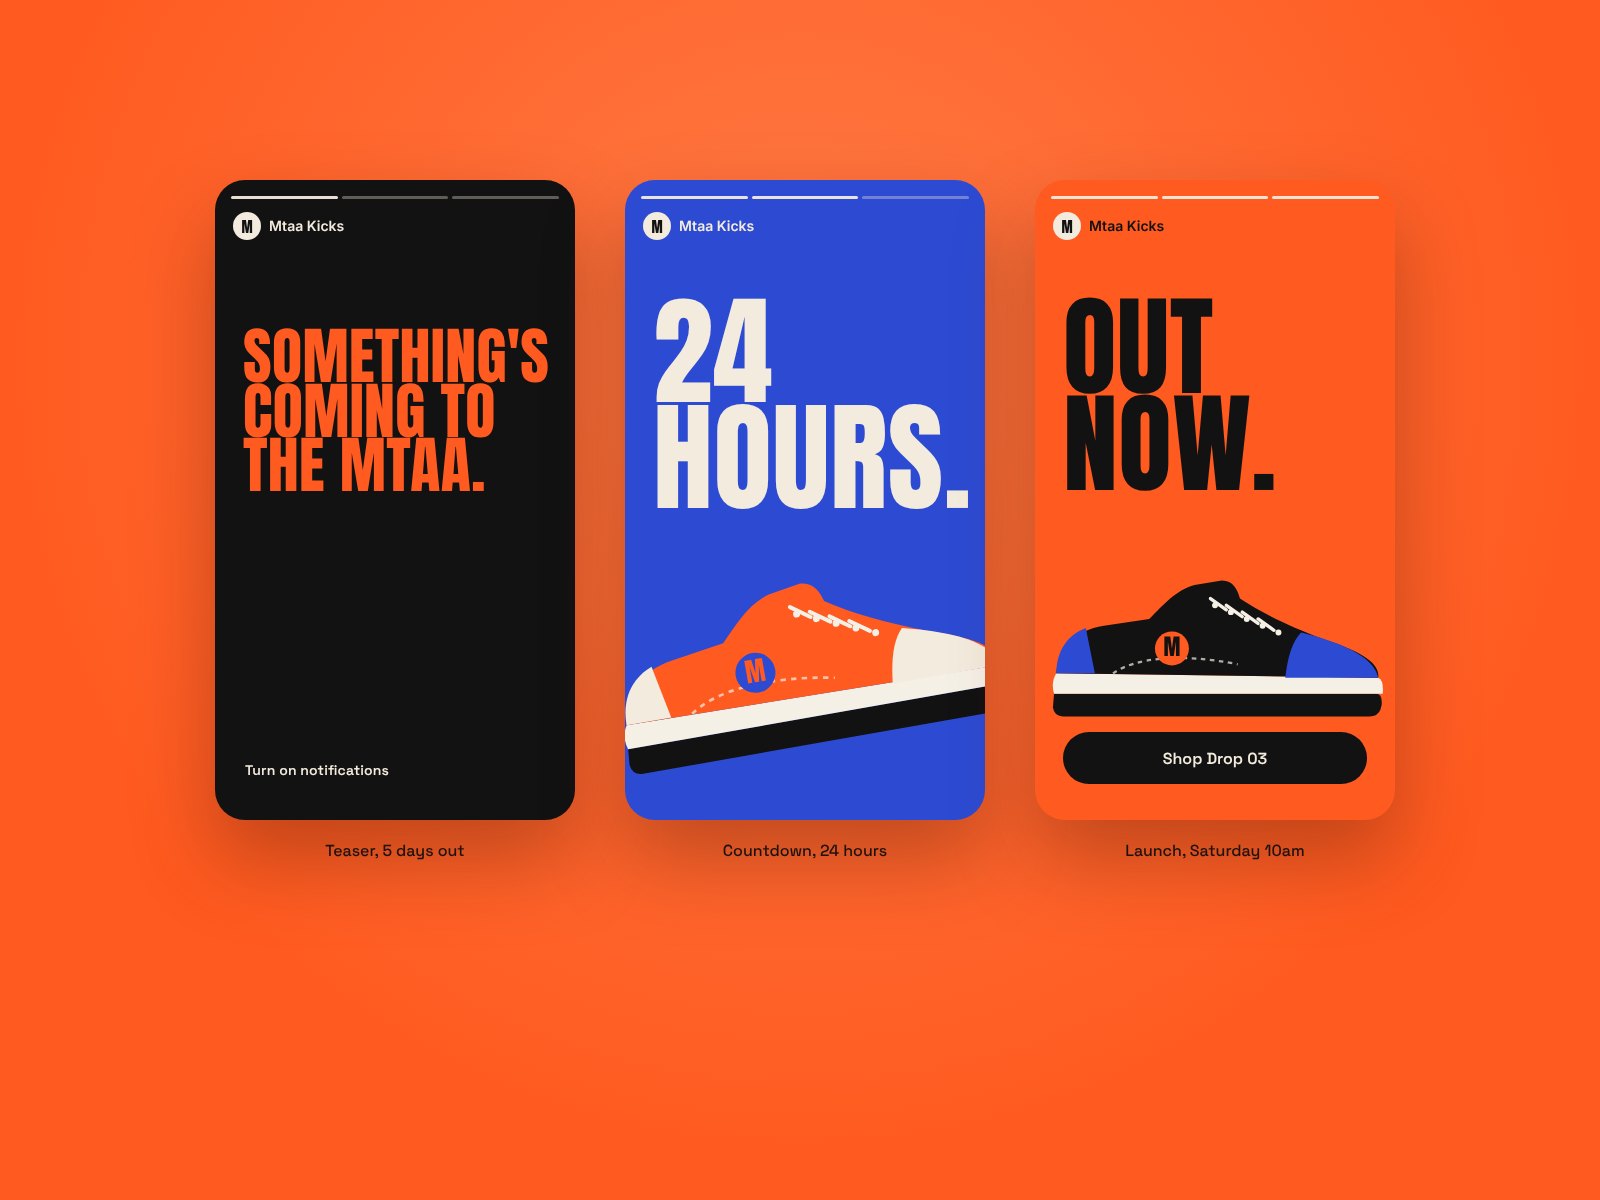 M Mtaa Kicks
SOMETHING'S
COMING TO
THE MTAA.
Turn on notifications
Teaser, 5 days out
M Mtaa Kicks
24
HOURS.
M
Countdown, 24 hours
M Mtaa Kicks
OUT
NOW.
M
Shop Drop 03
Launch, Saturday 10am